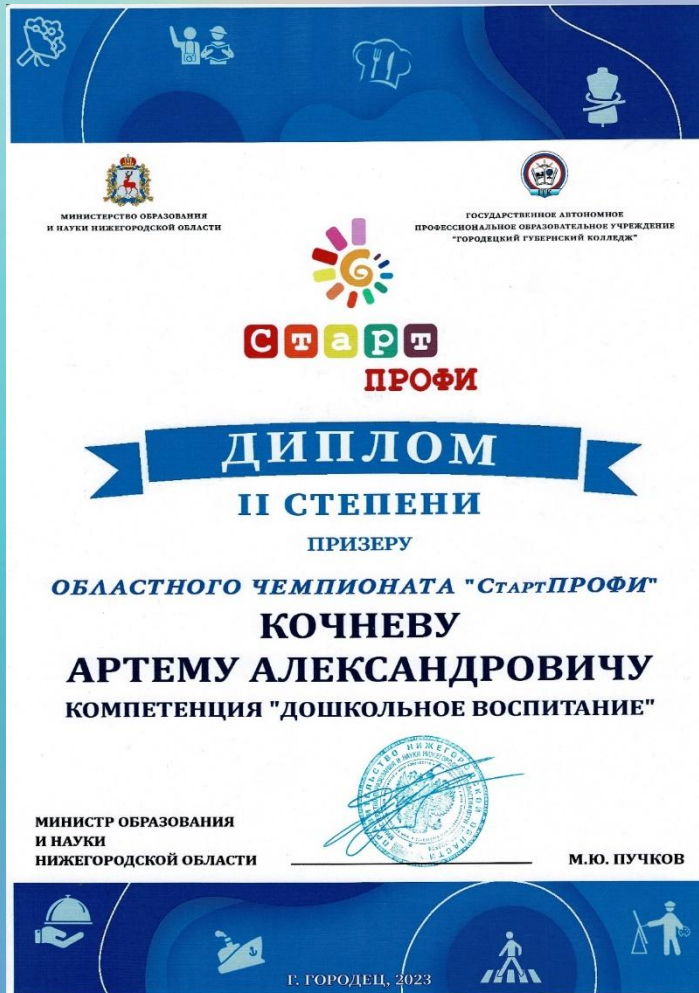 МИНИСТЕРСТВО ОБРАЗОВАНИЯ
И НАУКИ НИЖЕГОРОДСКОЙ ОБЛАСТИ
ГОСУДАРСТВЕННОЕ АВТОНОМНОЕ
ПРОФЕССИОНАЛЬНОЕ ОБРАЗОВАТЕЛЬНОЕ УЧРЕЖДЕНИЕ
"ГОРОДЕЦКИЙ ГУБЕРНСКИЙ КОЛЛЕДЖ"
Старт
ПРОФИ
ДИПЛОМ
II СТЕПЕНИ
ПРИЗЕРУ
ОБЛАСТНОГО ЧЕМПИОНАТА "СТАРТПРОФИ"
КОЧНЕВУ
АРТЕМУ АЛЕКСАНДРОВИЧУ
КОМПЕТЕНЦИЯ "ДОШКОЛЬНОЕ ВОСПИТАНИЕ"
МИНИСТР ОБРАЗОВАНИЯ
И НАУКИ
НИЖЕГОРОДСКОЙ ОБЛАСТИ
М.Ю. ПУЧКОВ
Г. ГОРОДЕЦ, 2023